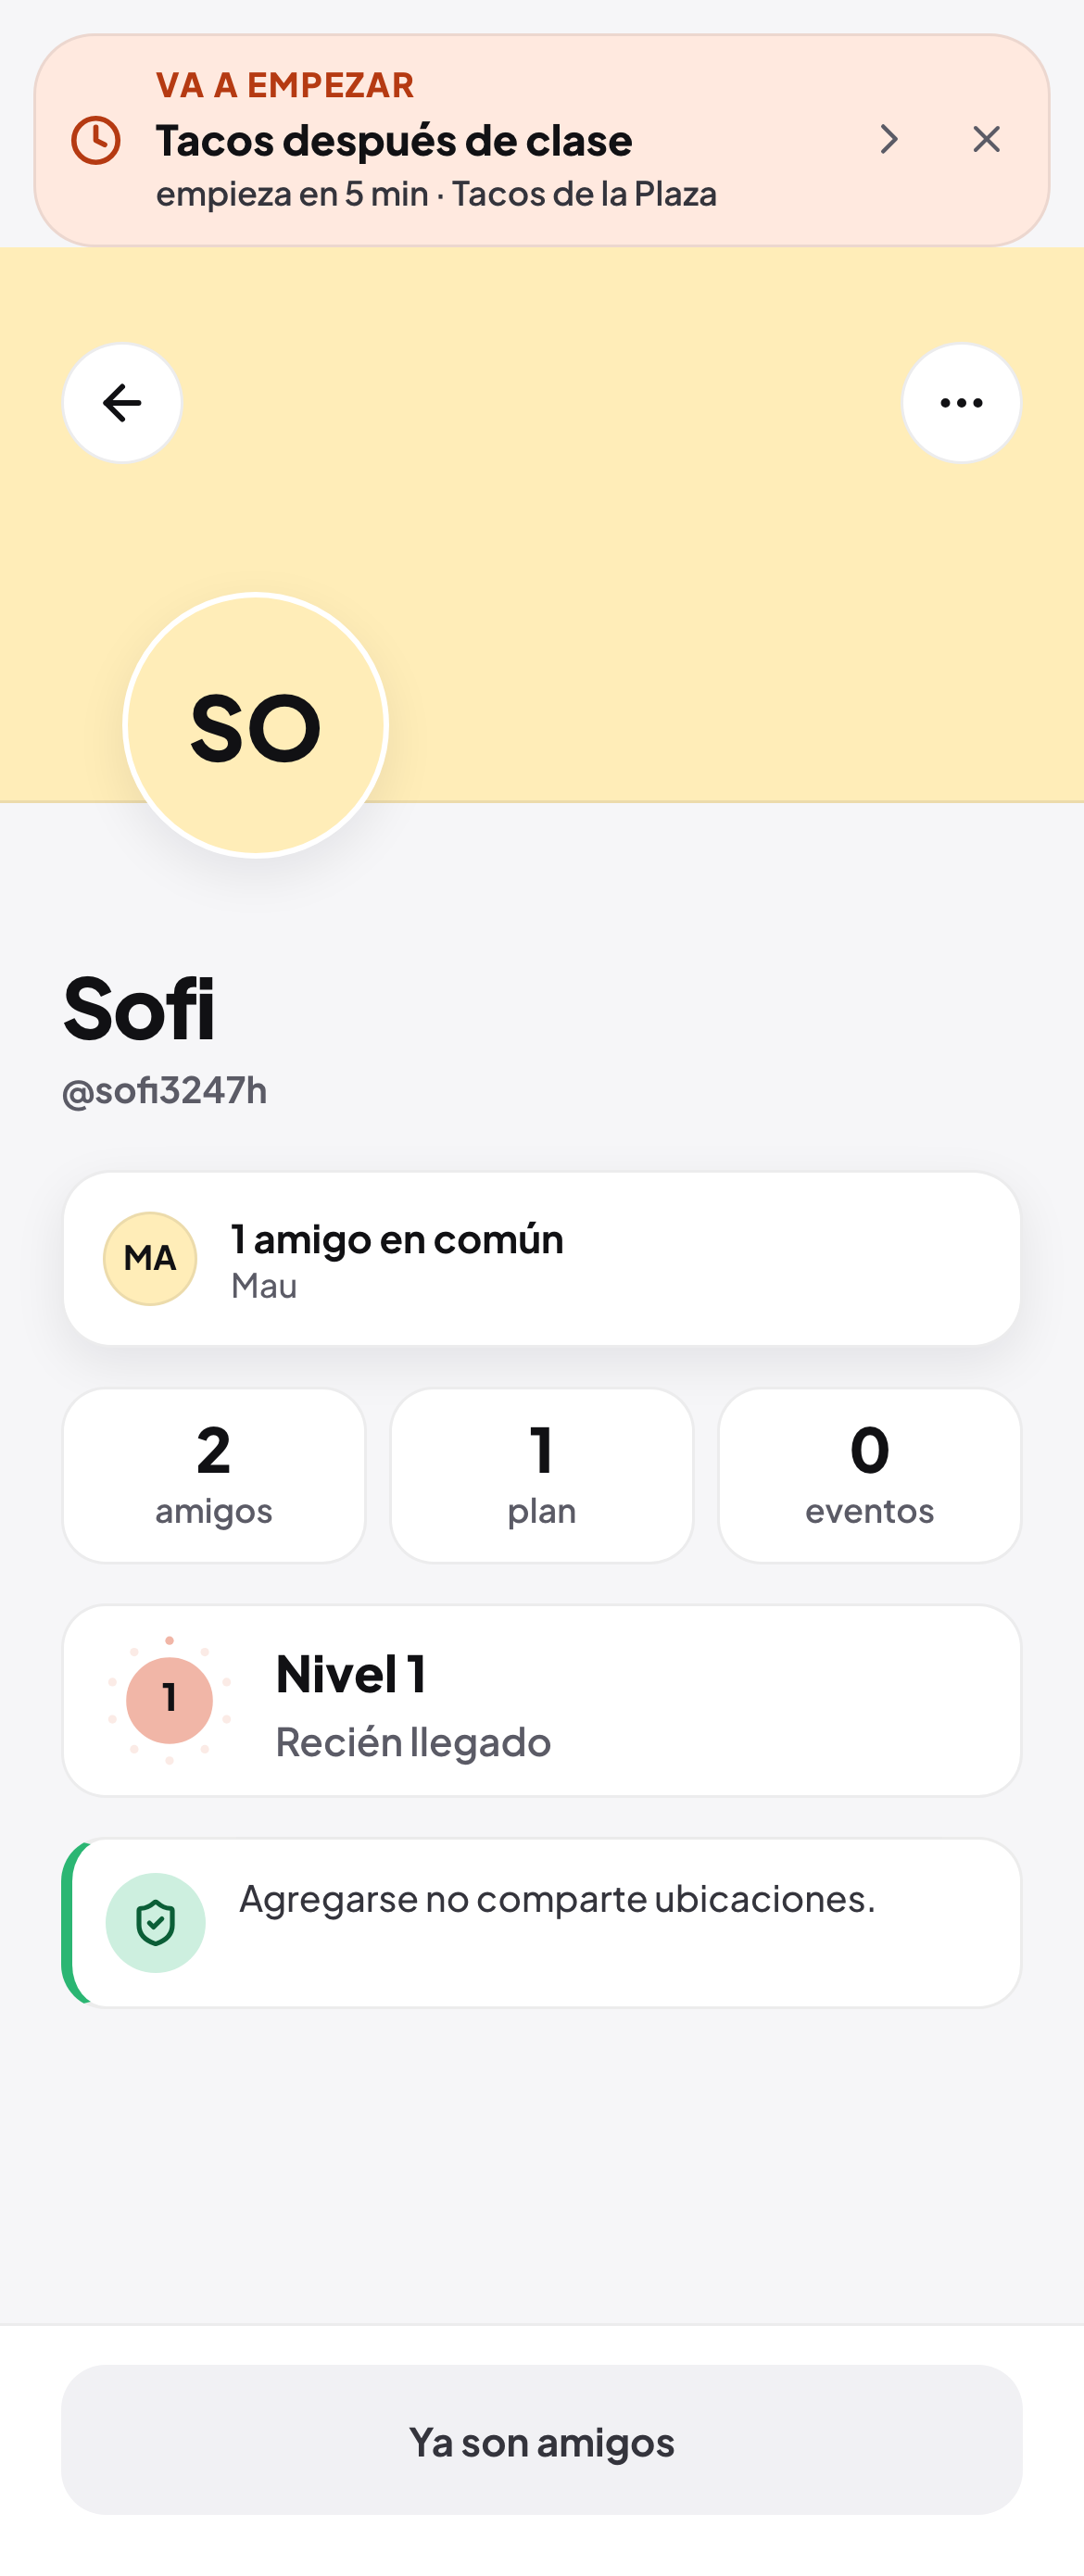 VA A EMPEZAR
Tacos después de clase
empieza en 5 min · Tacos de la Plaza
SO
Sofi
@sofi3247h
MA
1 amigo en común
Mau
2
amigos
1
plan
0
eventos
1
Nivel 1
Recién llegado
Agregarse no comparte ubicaciones.
Ya son amigos